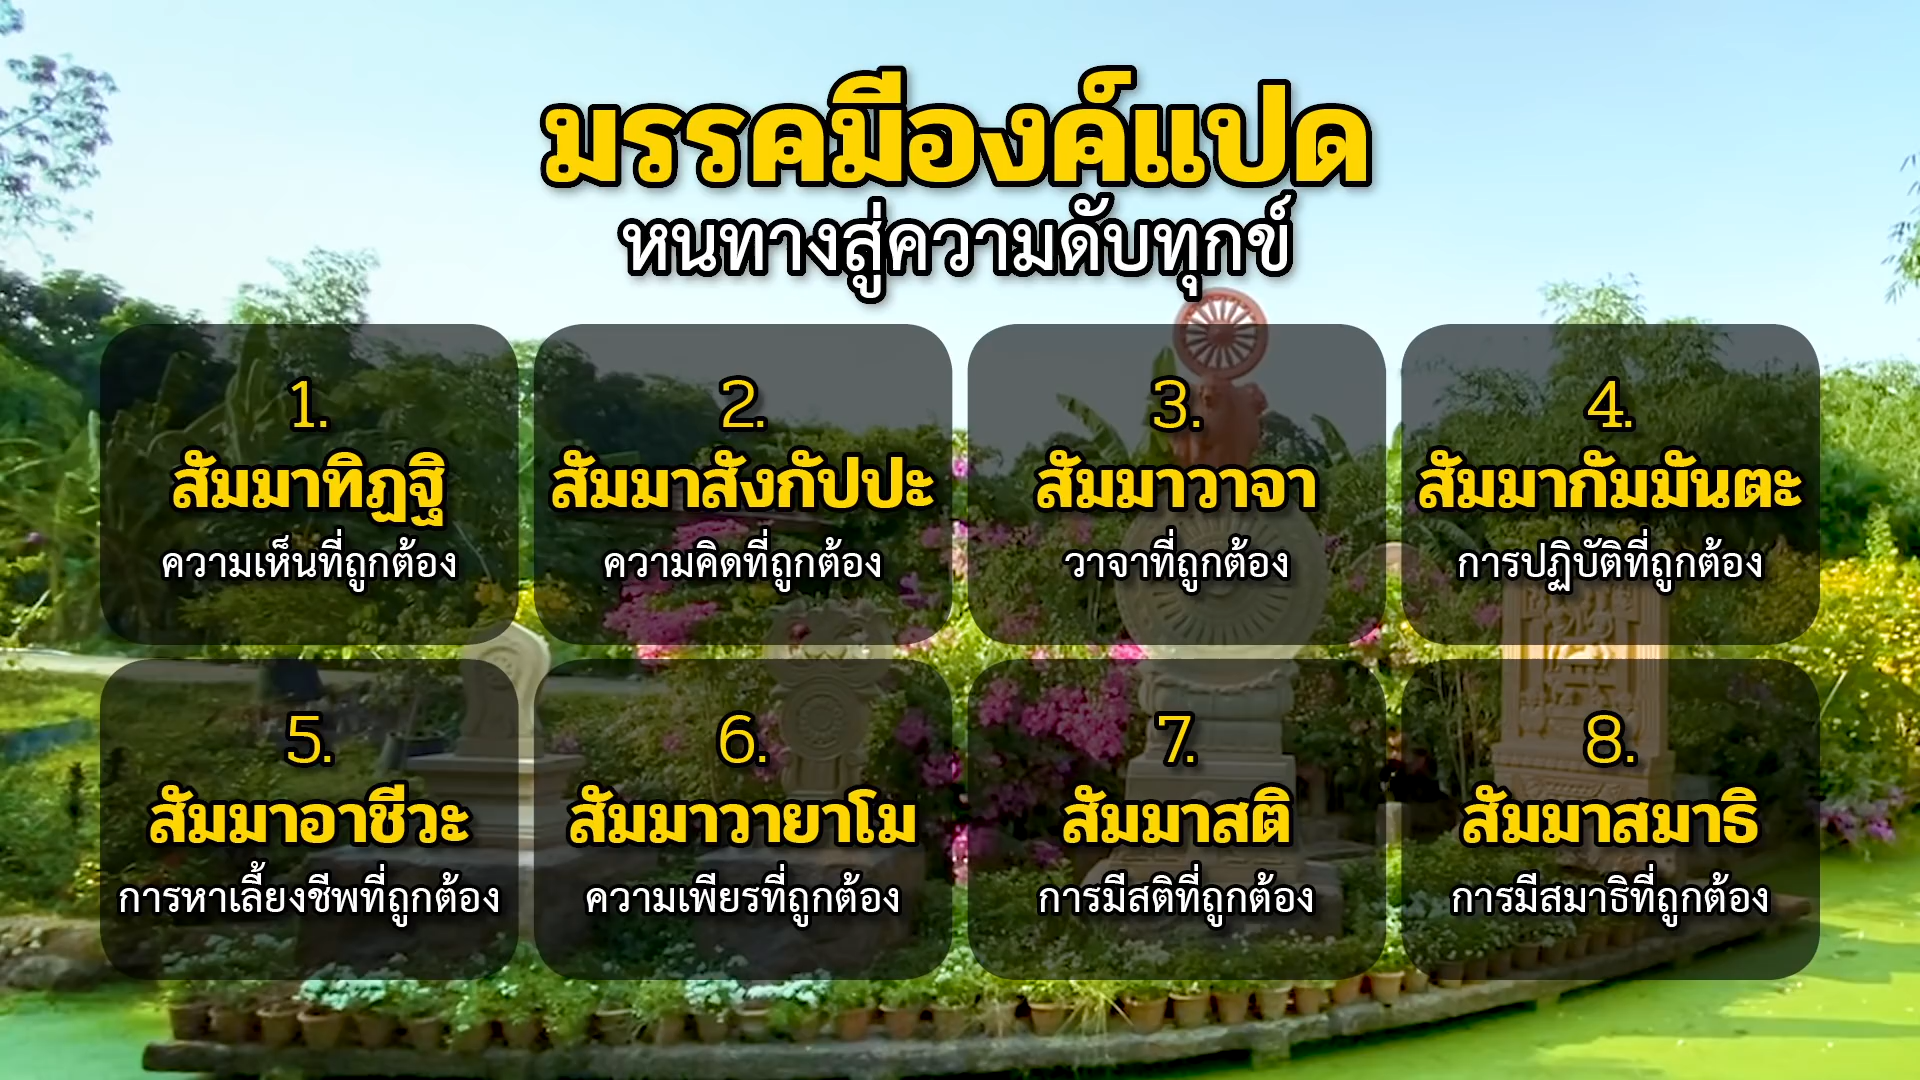 มรรคมีองค์แปด
หนทางสู่ความดับทุกข์
1.
สัมมาทิฏฐิ
ความเห็นที่ถูกต้อง
2.
สัมมาสังกัปปะ
ความคิดที่ถูกต้อง
3.
สัมมาวาจา
วาจาที่ถูกต้อง
4.
สัมมากัมมันตะ
การปฏิบัติที่ถูกต้อง
5.
สัมมาอาชีวะ
การหาเลี้ยงชีพที่ถูกต้อง
6.
สัมมาวายาโม
ความเพียรที่ถูกต้อง
7.
สัมมาสติ
การมีสติที่ถูกต้อง
8.
สัมมาสมาธิ
การมีสมาธิที่ถูกต้อง